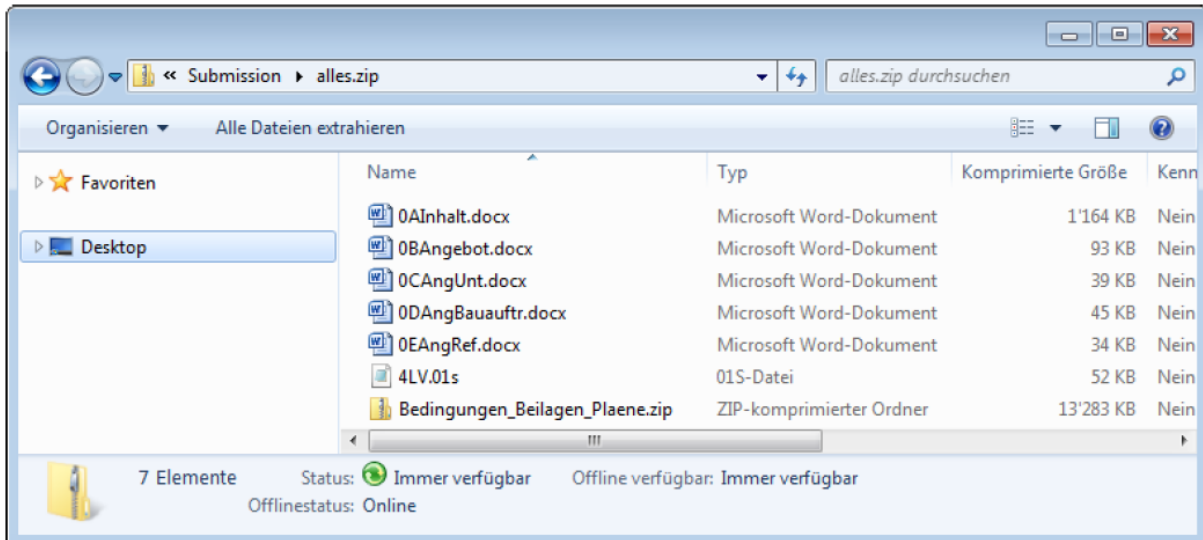 « Submission ▸ alles.zip
alles.zip durchsuchen
Organisieren Alle Dateien extrahieren
Favoriten
Desktop
Name Typ Komprimierte Größe Kenn
0AInhalt.docx Microsoft Word-Dokument 1'164 KB Nein
0BAngebot.docx Microsoft Word-Dokument 93 KB Nein
0CAngUnt.docx Microsoft Word-Dokument 39 KB Nein
0DAngBauauftr.docx Microsoft Word-Dokument 45 KB Nein
0EAngRef.docx Microsoft Word-Dokument 34 KB Nein
4LV.01s 01S-Datei 52 KB Nein
Bedingungen_Beilagen_Plaene.zip ZIP-komprimierter Ordner 13'283 KB Nein
7 Elemente Status: Immer verfügbar Offline verfügbar: Immer verfügbar
Offlinestatus: Online